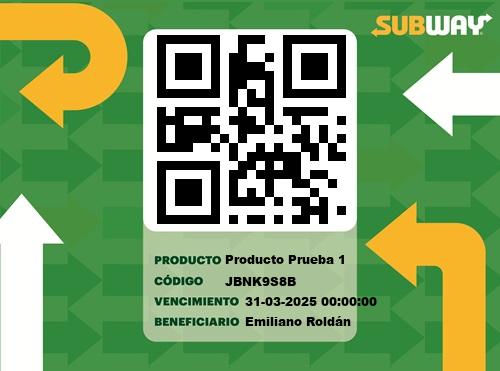 SUBWAY
PRODUCTO Producto Prueba 1
CÓDIGO JBNK9S8B
VENCIMIENTO 31-03-2025 00:00:00
BENEFICIARIO Emiliano Roldán